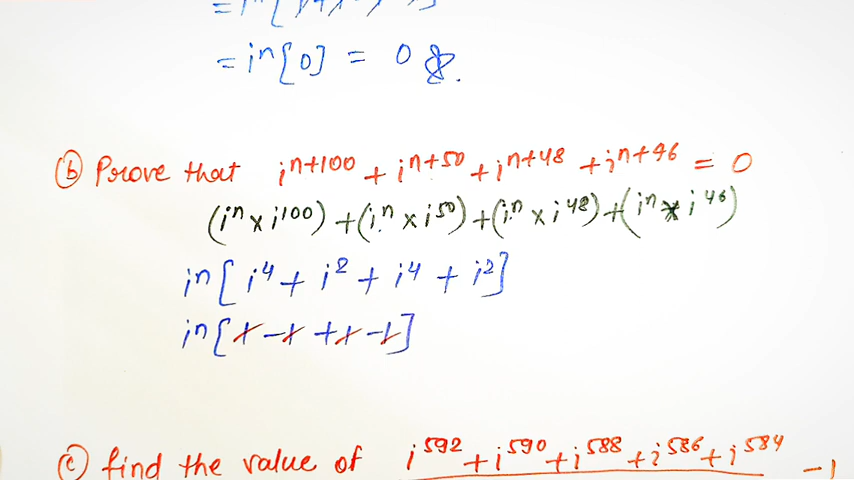 = iⁿ[0] = 0
ⓑ Prove that iⁿ⁺¹⁰⁰ + iⁿ⁺⁵⁰ + iⁿ⁺⁴⁸ + iⁿ⁺⁴⁶ = 0
(iⁿ × i¹⁰⁰) + (iⁿ × i⁵⁰) + (iⁿ × i⁴⁸) + (iⁿ × i⁴⁶)
iⁿ[i⁴ + i² + i⁴ + i²]
iⁿ[1 - 1 + 1 - 1]
ⓒ find the value of i⁵⁹² + i⁵⁹⁰ + i⁵⁸⁸ + i⁵⁸⁶ + i⁵⁸⁴ -1